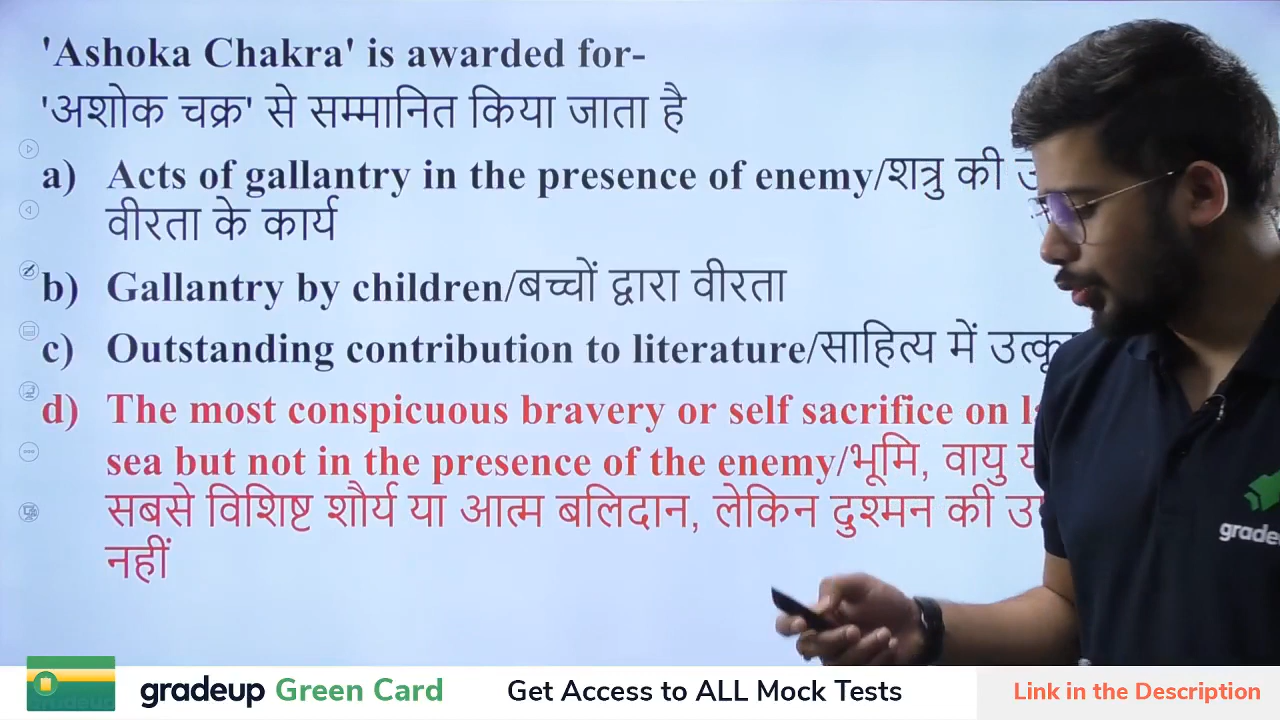 'Ashoka Chakra' is awarded for-
'अशोक चक्र' से सम्मानित किया जाता है
a) Acts of gallantry in the presence of enemy/शत्रु की
वीरता के कार्य
b) Gallantry by children/बच्चों द्वारा वीरता
c) Outstanding contribution to literature/साहित्य में
d) The most conspicuous bravery or self sacrifice on
sea but not in the presence of the enemy/भूमि, वायु
सबसे विशिष्ट शौर्य या आत्म बलिदान, लेकिन दुश्मन की
नहीं
gradeup Green Card
Get Access to ALL Mock Tests
Link in the Description